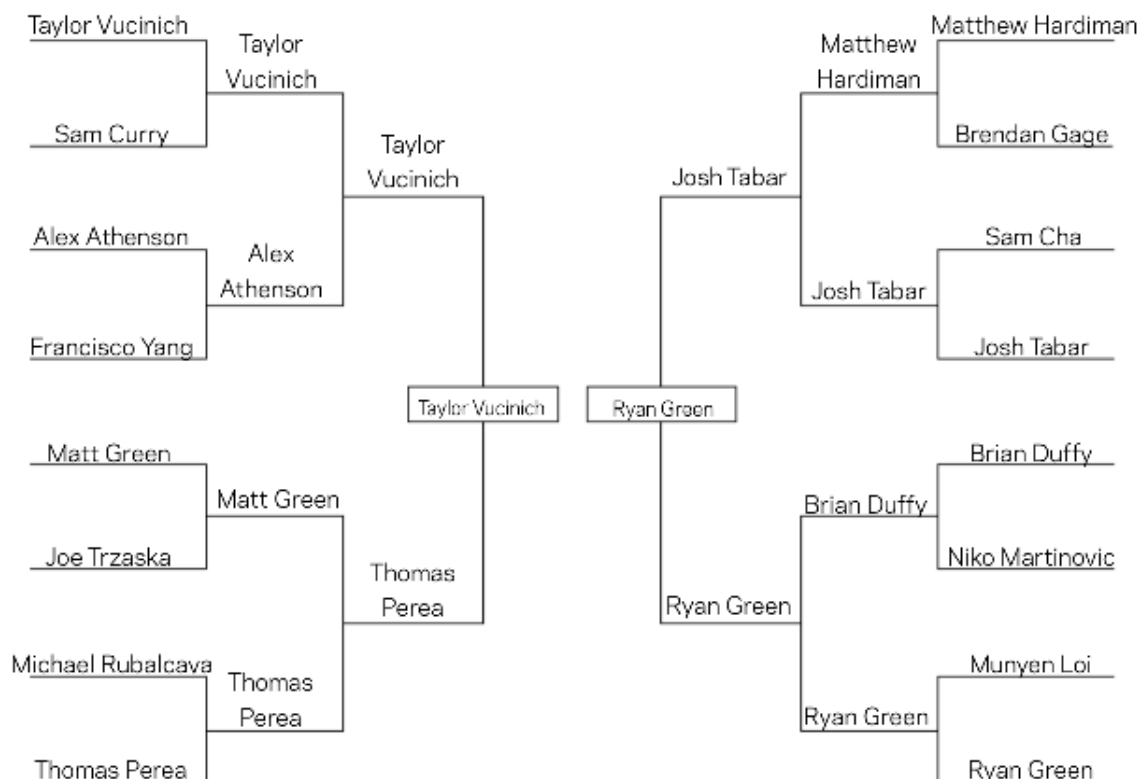 Taylor Vucinich
Sam Curry
Alex Athenson
Francisco Yang
Matt Green
Joe Trzaska
Michael Rubalcava
Thomas Perea
Taylor
Vucinich
Alex
Athenson
Matt Green
Thomas
Perea
Taylor
Vucinich
Thomas
Perea
Taylor Vucinich
Ryan Green
Josh Tabar
Ryan Green
Matthew
Hardiman
Josh Tabar
Brian Duffy
Ryan Green
Matthew Hardiman
Brendan Gage
Sam Cha
Josh Tabar
Brian Duffy
Niko Martinovic
Munyen Loi
Ryan Green